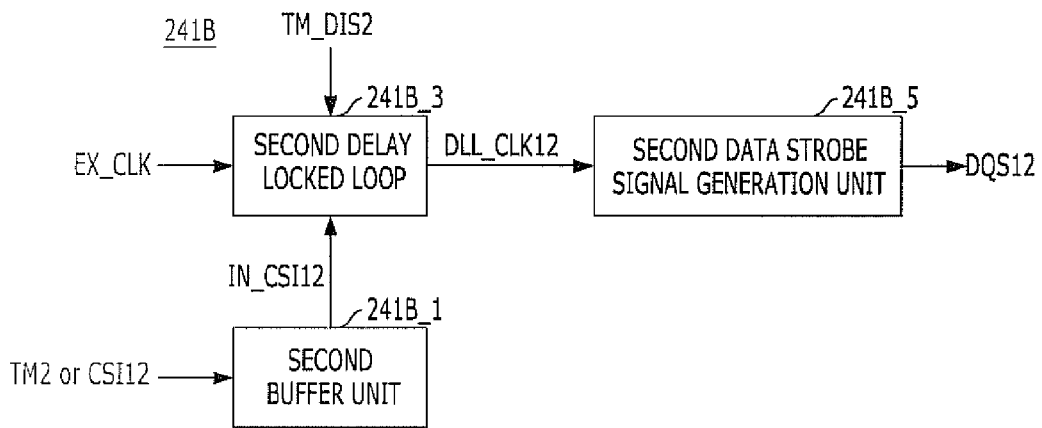 241B
TM_DIS2
241B_3
241B_5
EX_CLK
SECOND DELAY
LOCKED LOOP
DLL_CLK12
SECOND DATA STROBE
SIGNAL GENERATION UNIT
DQS12
IN_CSI12
241B_1
TM2 or CSI12
SECOND
BUFFER UNIT